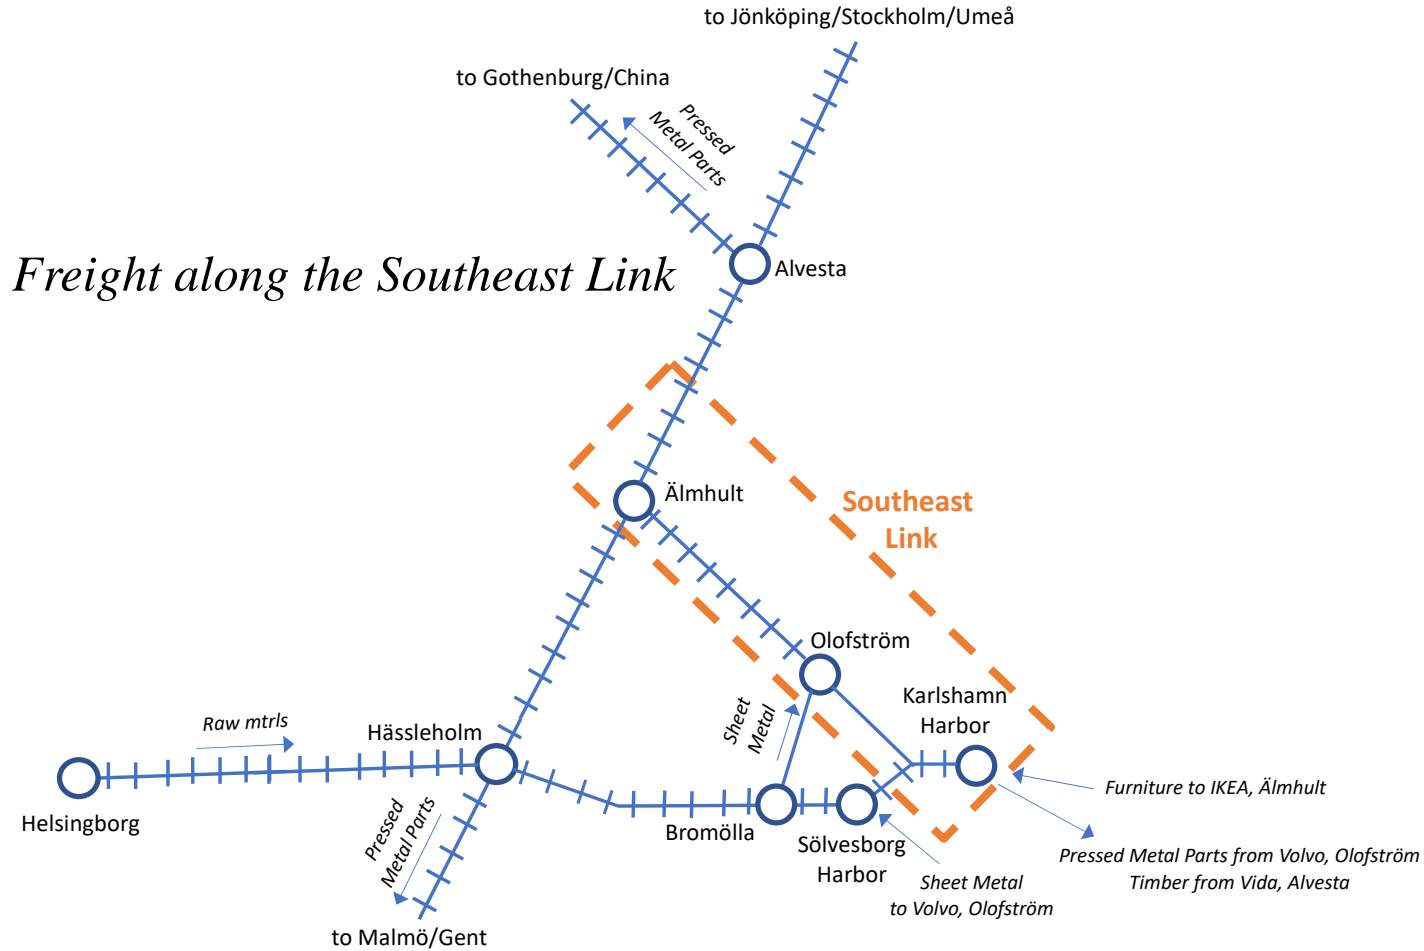 to Jönköping/Stockholm/Umeå
to Gothenburg/China
Pressed
Metal Parts
Freight along the Southeast Link
Alvesta
Älmhult
Southeast
Link
Olofström
Karlshamn
Harbor
Sheet
Metal
Raw mtrls
Hässleholm
Helsingborg
Pressed
Metal Parts
Bromölla
Sölvesborg
Harbor
Furniture to IKEA, Älmhult
Pressed Metal Parts from Volvo, Olofström
Timber from Vida, Alvesta
Sheet Metal
to Volvo, Olofström
to Malmö/Gent